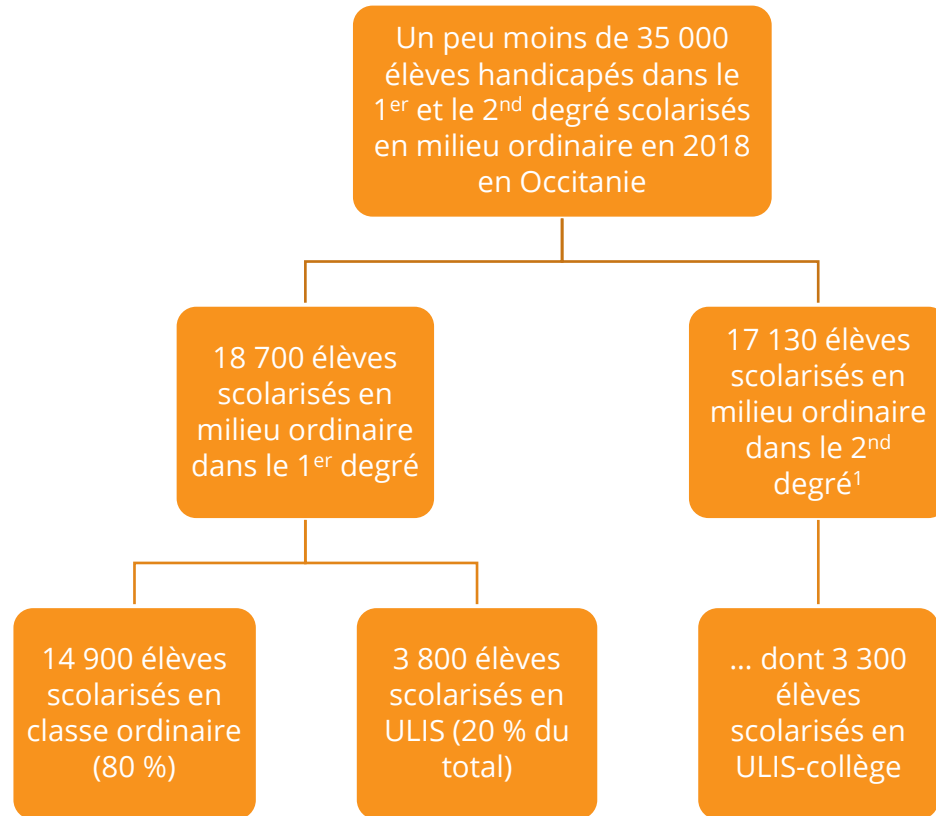 Un peu moins de 35 000
élèves handicapés dans le
1er et le 2nd degré scolarisés
en milieu ordinaire en 2018
en Occitanie
18 700 élèves
scolarisés en
milieu ordinaire
dans le 1er degré
17 130 élèves
scolarisés en
milieu ordinaire
dans le 2nd
degré1
14 900 élèves
scolarisés en
classe ordinaire
(80 %)
3 800 élèves
scolarisés en
ULIS (20 % du
total)
... dont 3 300
élèves
scolarisés en
ULIS-collège